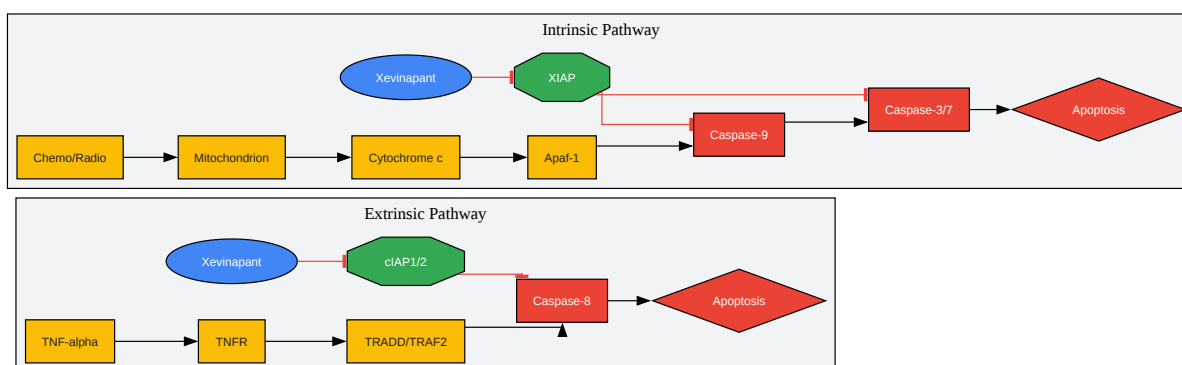 Intrinsic Pathway
Xevinapant
XIAP
Caspase-3/7
Apoptosis
Caspase-9
Chemo/Radio
Mitochondrion
Cytochrome c
Apaf-1
Extrinsic Pathway
Xevinapant
cIAP1/2
Caspase-8
Apoptosis
TNF-alpha
TNFR
TRADD/TRAF2